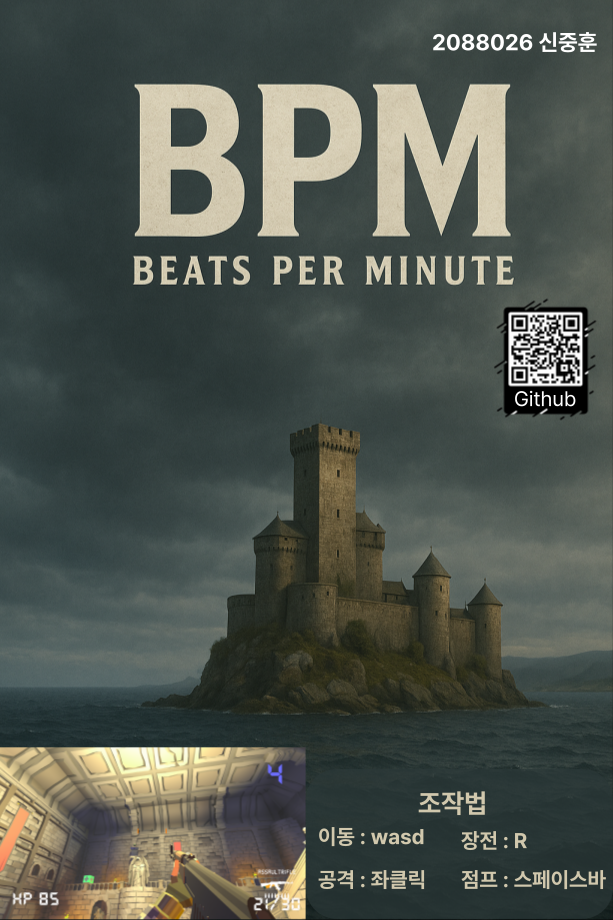 2088026 신중훈
BPM
BEATS PER MINUTE
Github
4
HP 85
ASSAULTRIFLE
21/30
조작법
이동 : wasd 장전 : R
공격 : 좌클릭 점프 : 스페이스바